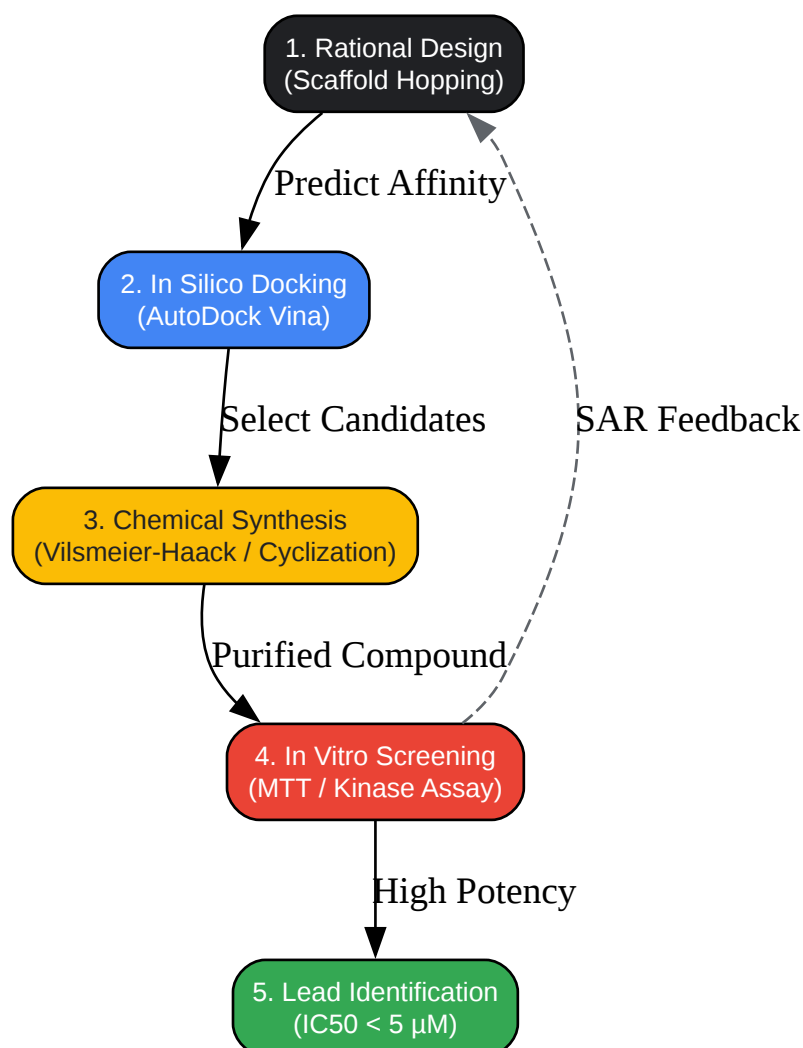 1. Rational Design
(Scaffold Hopping)
Predict Affinity
2. In Silico Docking
(AutoDock Vina)
Select Candidates
SAR Feedback
3. Chemical Synthesis
(Vilsmeier-Haack / Cyclization)
Purified Compound
4. In Vitro Screening
(MTT / Kinase Assay)
High Potency
5. Lead Identification
(IC50 < 5 µM)